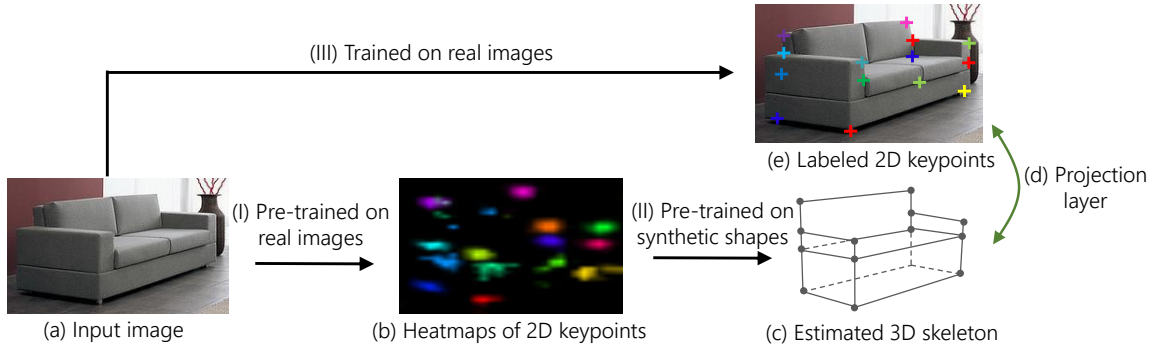 (III) Trained on real images
(e) Labeled 2D keypoints
(d) Projection
layer
(I) Pre-trained on
real images
(II) Pre-trained on
synthetic shapes
(a) Input image
(b) Heatmaps of 2D keypoints
(c) Estimated 3D skeleton